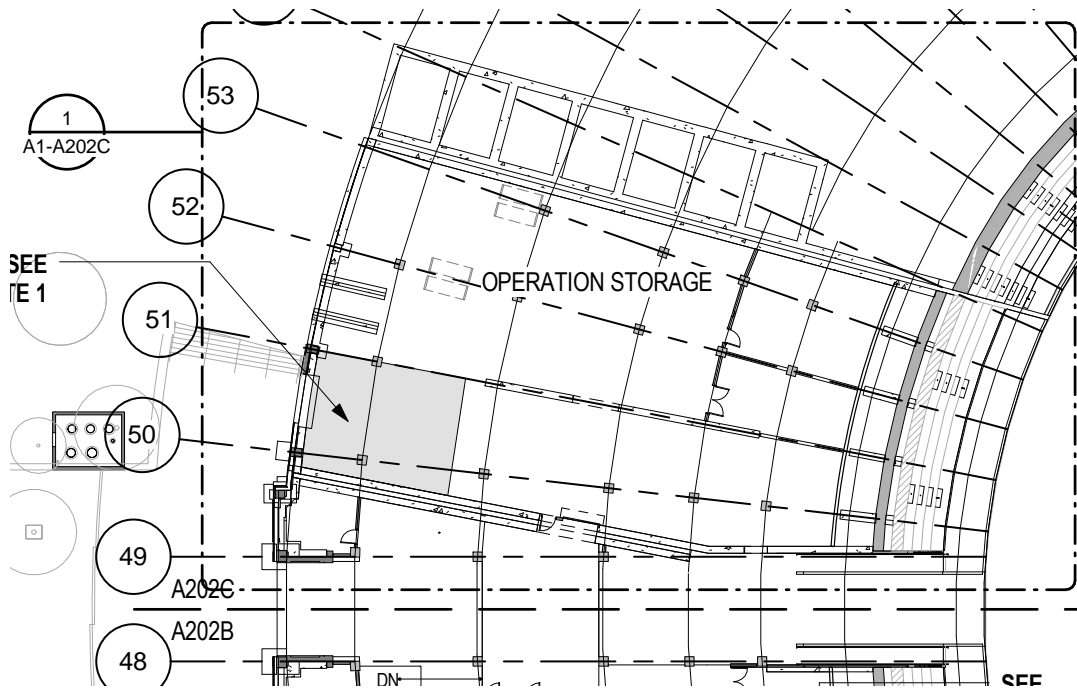 53
1
A1-A202C
52
SEE
TE 1
OPERATION STORAGE
51
50
49
A202C
A202B
48
DN
SEE